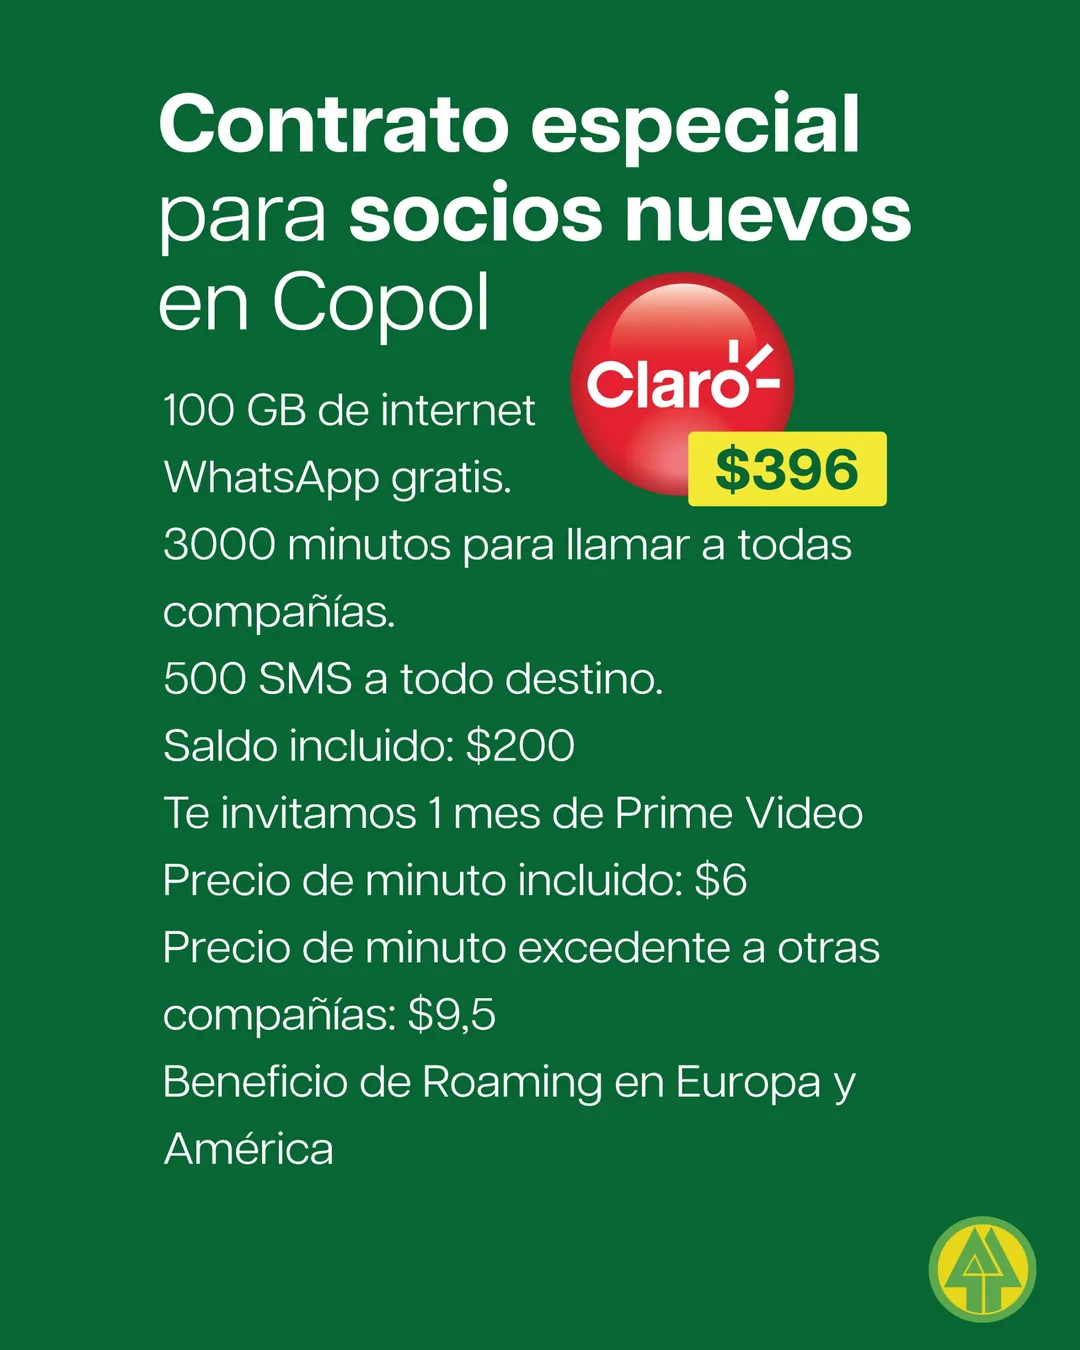 Contrato especial
para socios nuevos
en Copol
Claro
$396
100 GB de internet
WhatsApp gratis.
3000 minutos para llamar a todas
compañías.
500 SMS a todo destino.
Saldo incluido: $200
Te invitamos 1 mes de Prime Video
Precio de minuto incluido: $6
Precio de minuto excedente a otras
compañías: $9,5
Beneficio de Roaming en Europa y
América